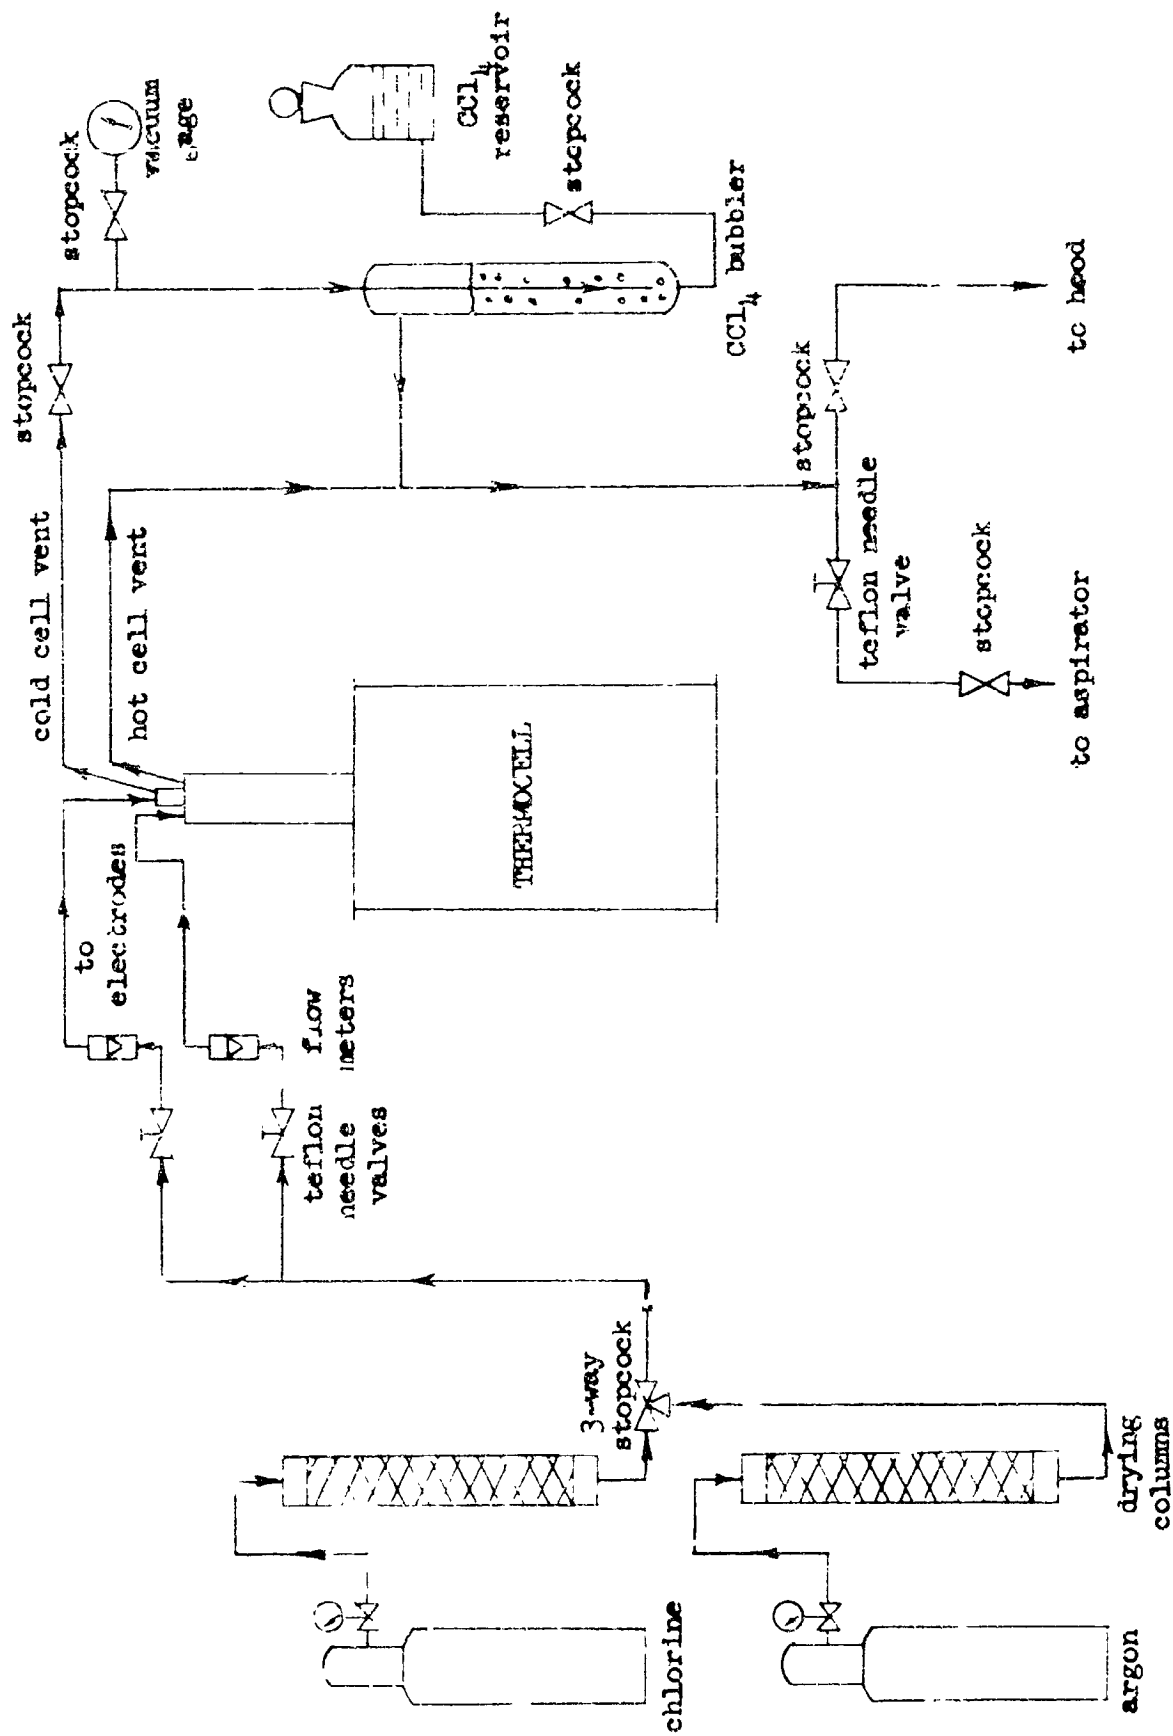 chlorine
argon
drying
columns
3-way
stopcock
teflon
needle
valves
flow
meters
to
electrodes
THERMOCELL
cold cell vent
hot cell vent
stopcock
stopcock
vacuum
CCl4
reservoir
stopcock
CCl4 bubbler
stopcock
teflon needle
valve
stopcock
to aspirator
to hood